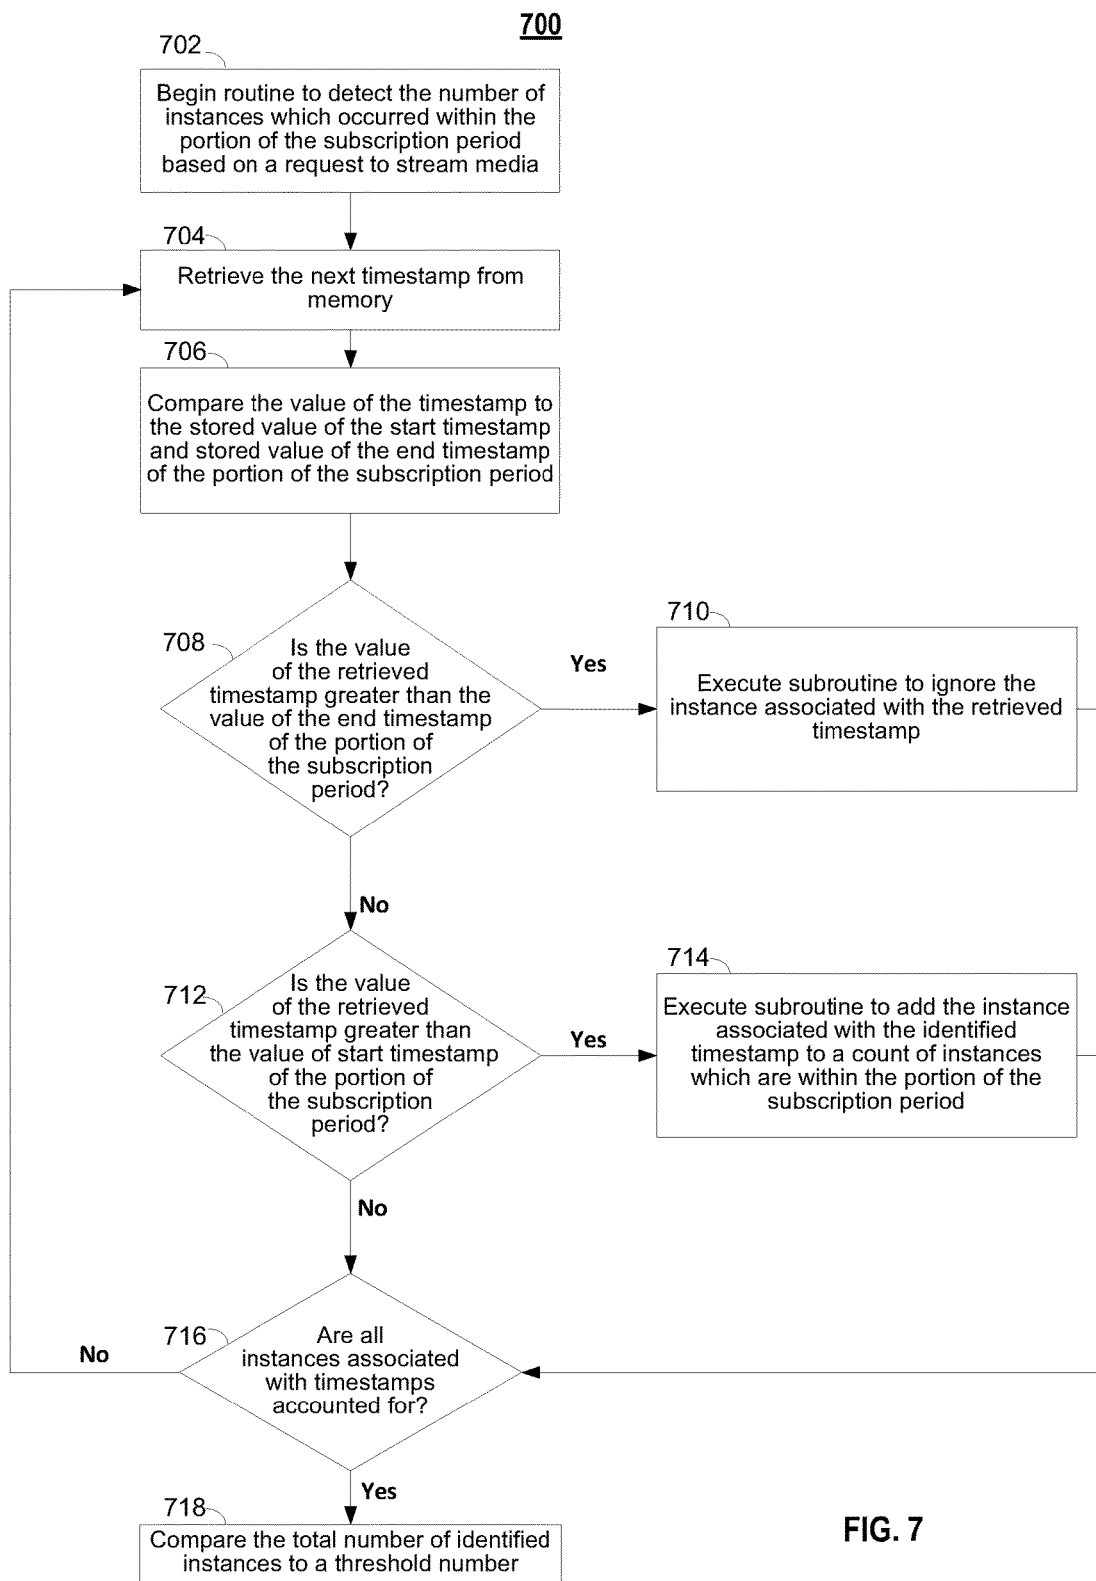 700
702
Begin routine to detect the number of
instances which occurred within the
portion of the subscription period
based on a request to stream media
704
Retrieve the next timestamp from
memory
706
Compare the value of the timestamp to
the stored value of the start timestamp
and stored value of the end timestamp
of the portion of the subscription period
708
Is the value
of the retrieved
timestamp greater than the
value of the end timestamp
of the portion of
the subscription
period?
Yes
710
Execute subroutine to ignore the
instance associated with the retrieved
timestamp
No
712
Is the value
of the retrieved
timestamp greater than
the value of start timestamp
of the portion of
the subscription
period?
Yes
714
Execute subroutine to add the instance
associated with the identified
timestamp to a count of instances
which are within the portion of the
subscription period
No
716
Are all
instances associated
with timestamps
accounted for?
No
Yes
718
Compare the total number of identified
instances to a threshold number
FIG. 7